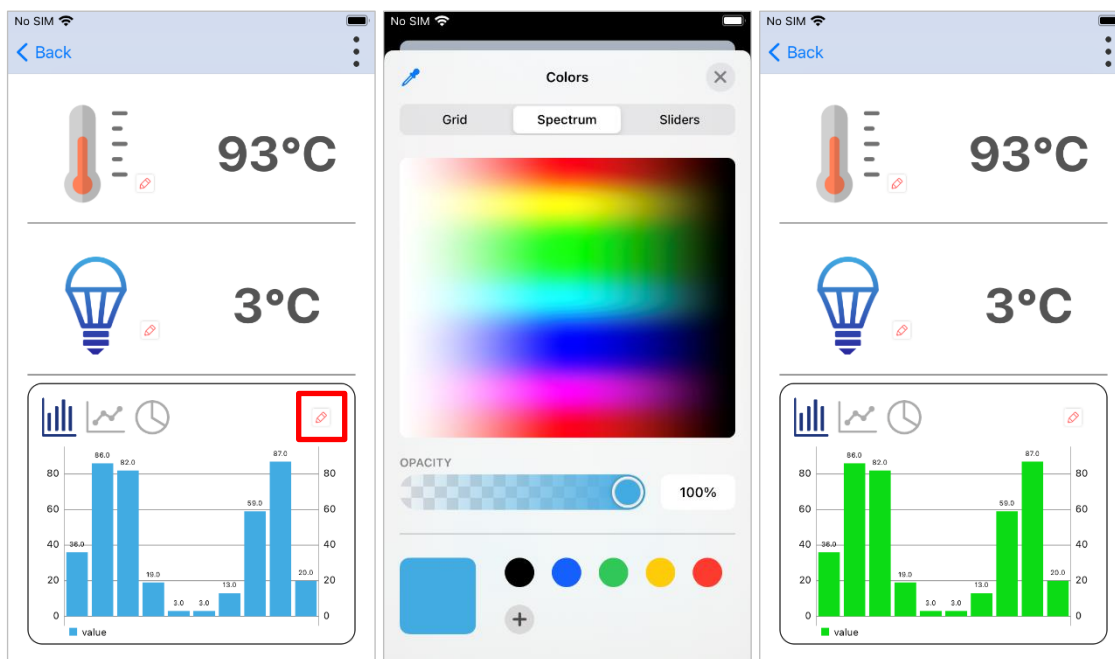 No SIM
Back
93°C
3°C
86.0
82.0
87.0
80
80
59.0
60
60
36.0
40
40
19.0
13.0
20.0
20
20
3.0
3.0
0
0
value
No SIM
Colors
Grid
Spectrum
Sliders
OPACITY
100%
No SIM
Back
93°C
3°C
86.0
82.0
87.0
80
80
59.0
60
60
36.0
40
40
19.0
13.0
20.0
20
20
3.0
3.0
0
0
value